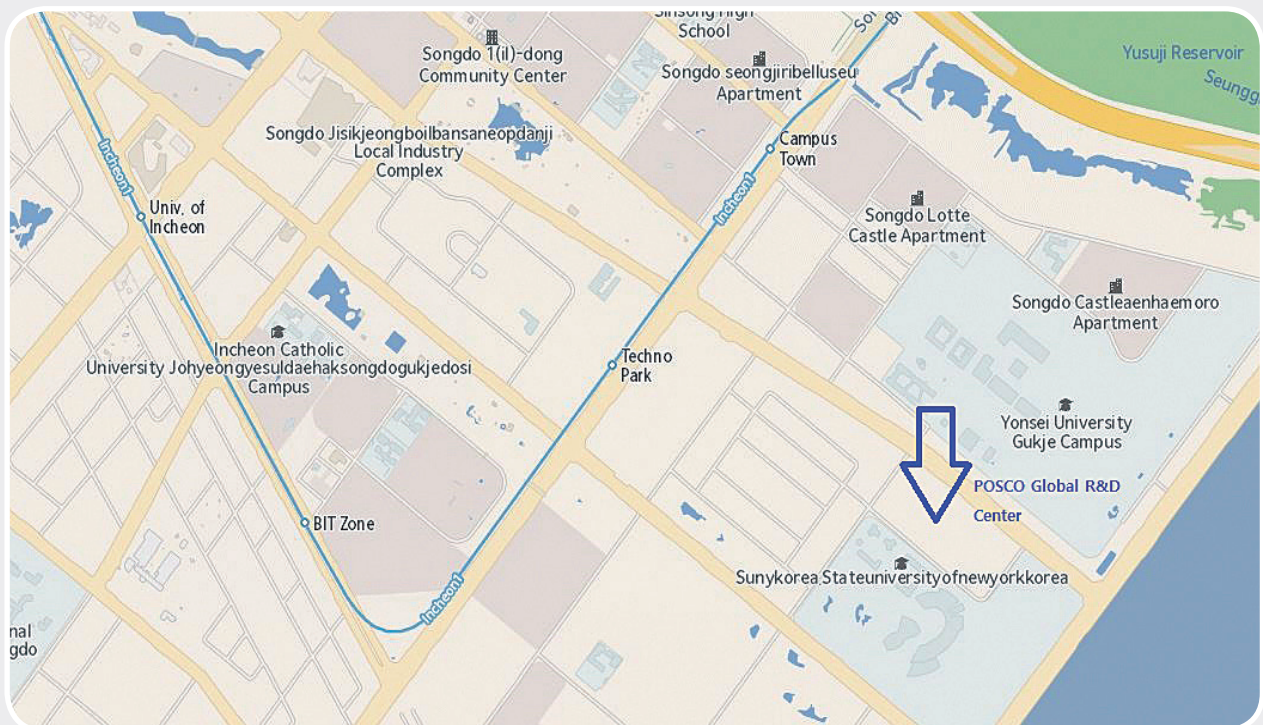 Sinsong High
School
Songdo 1(il)-dong
Community Center
Songdo seongjiribelluseu
Apartment
Yusuji Reservoir
Songdo Jisikjeongboilbansaneopdanji
Local Industry
Complex
Campus
Town
Incheon1
Incheon1
Univ. of
Incheon
Songdo Lotte
Castle Apartment
Songdo Castleaenhaemoro
Apartment
Incheon Catholic
University Johyeongyesuldaehaksongdogukjedosi
Campus
Techno
Park
Yonsei University
Gukje Campus
POSCO Global R&D
Center
BIT Zone
Sunykorea,Stateuniversityofnewyorkkorea
Incheon1
nal
gdo